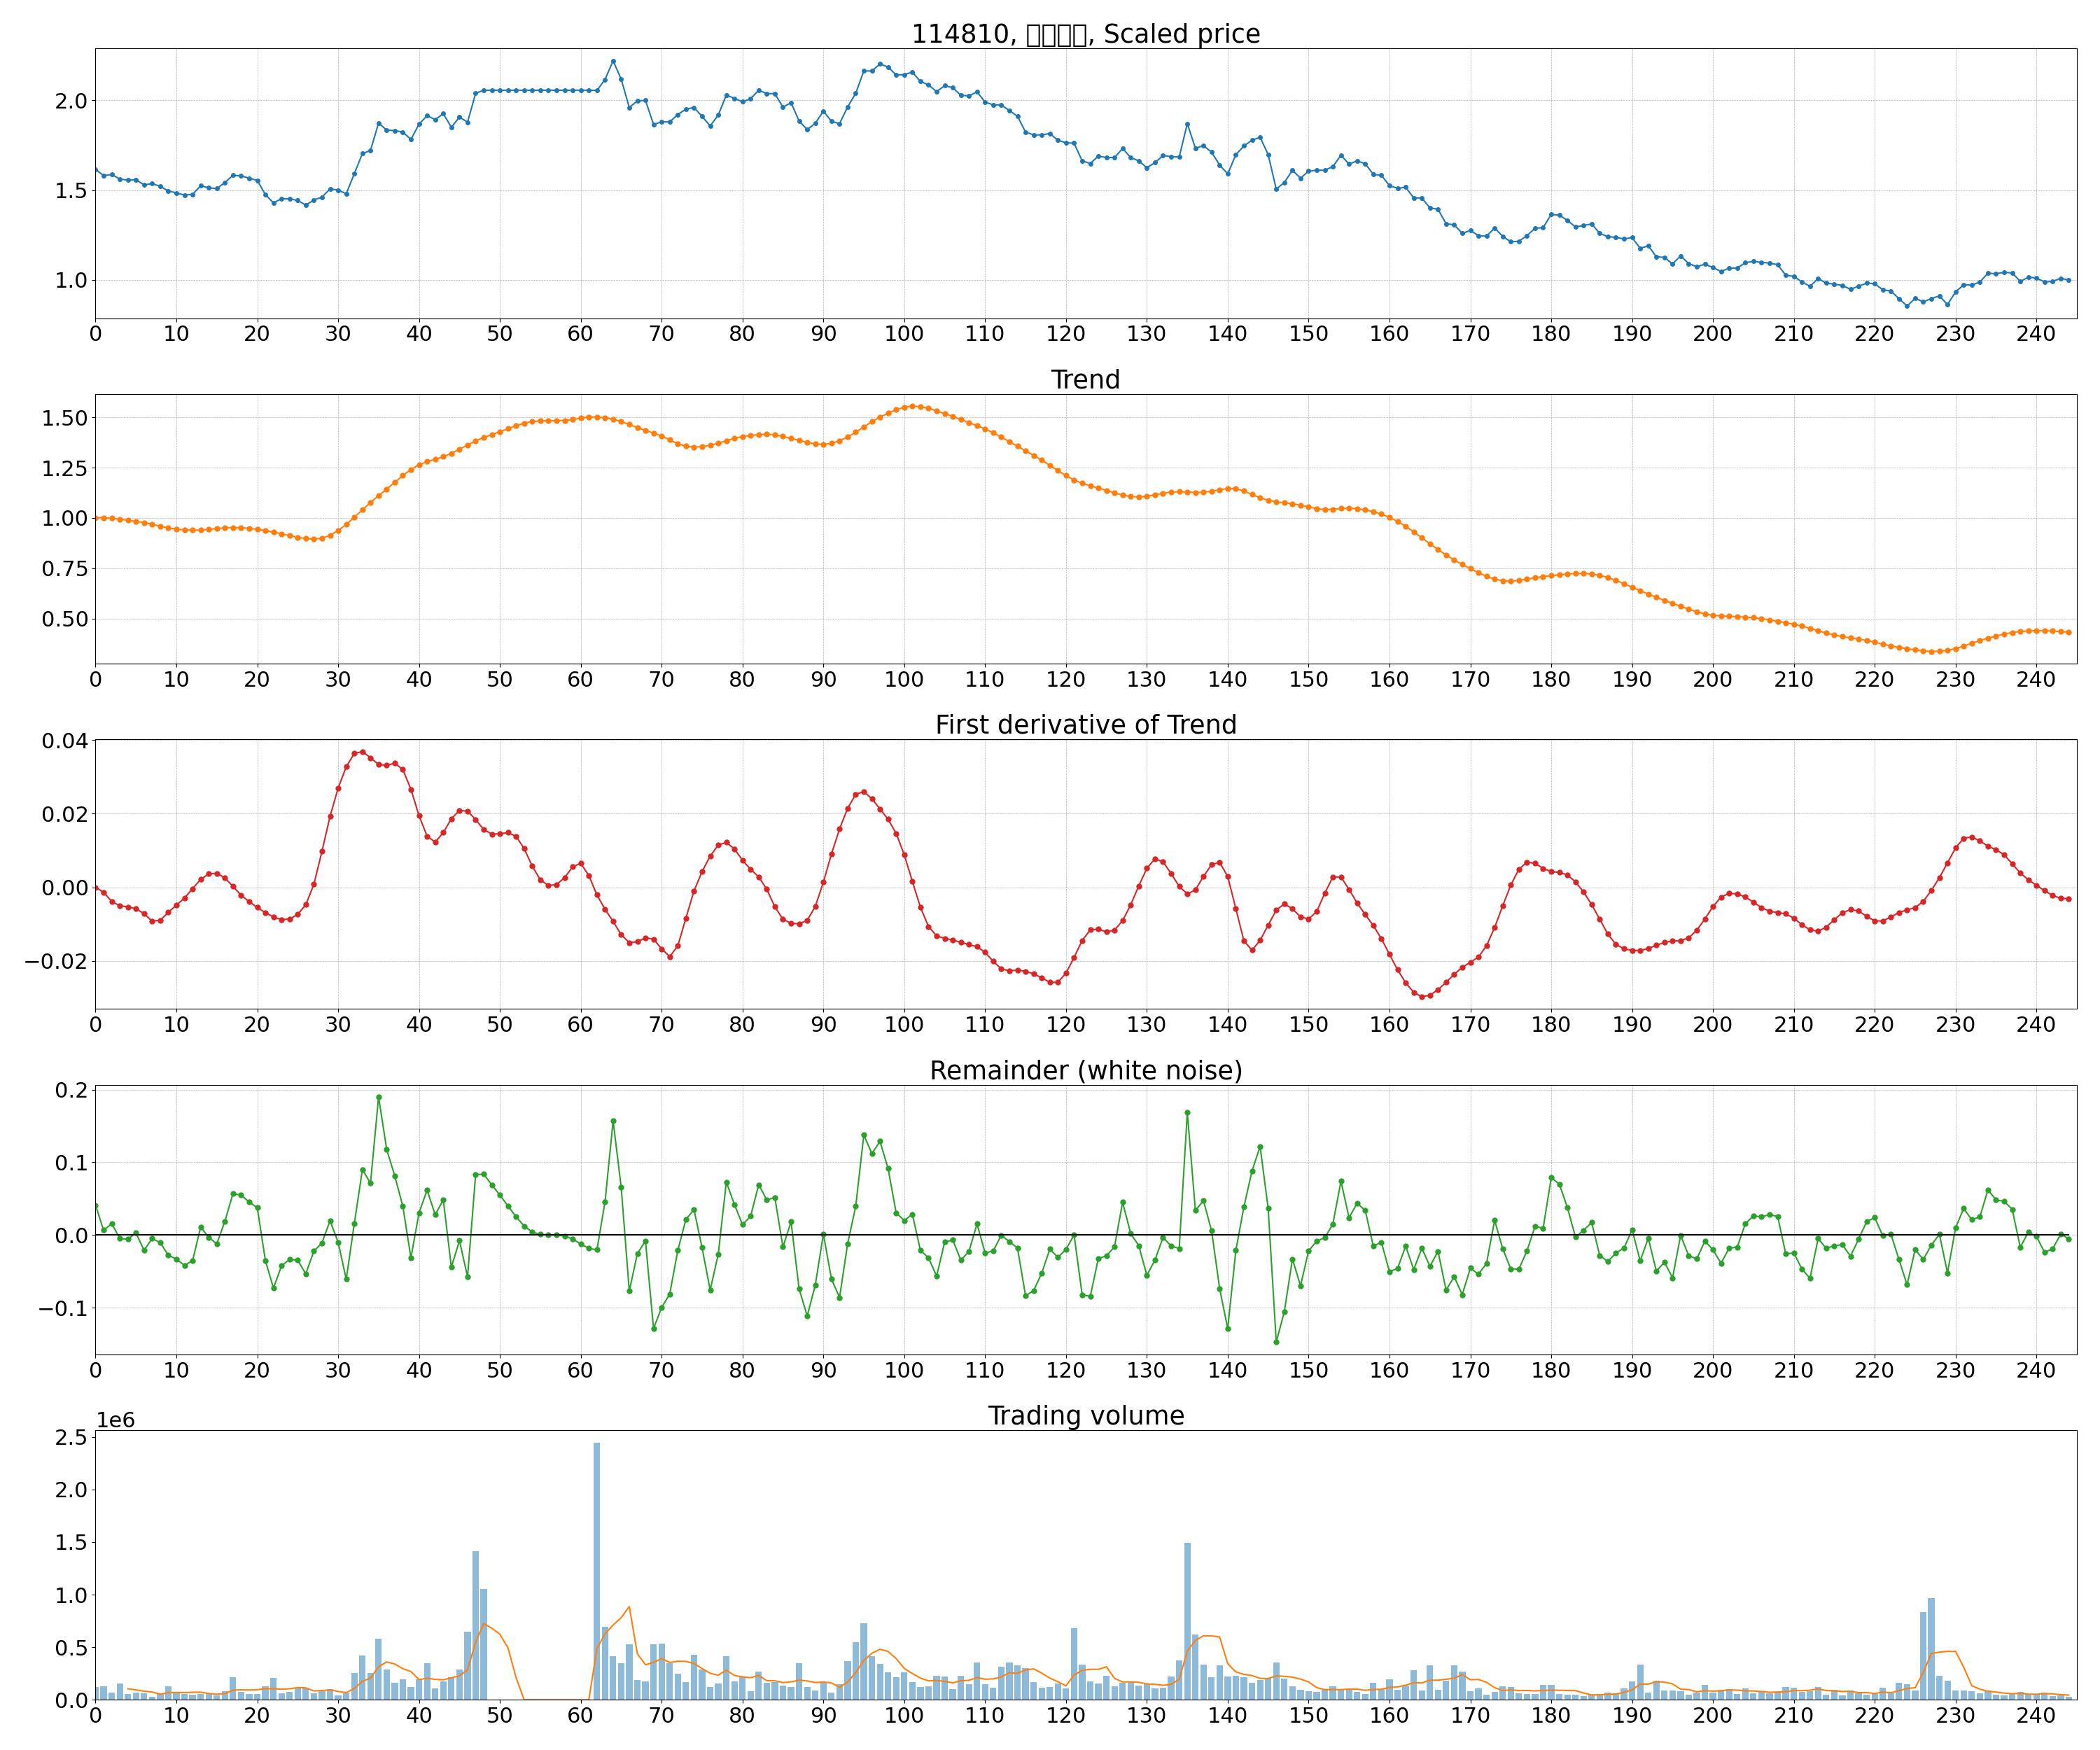 114810, □□□□, Scaled price
2.0
1.5
1.0
0 10 20 30 40 50 60 70 80 90 100 110 120 130 140 150 160 170 180 190 200 210 220 230 240
Trend
1.50
1.25
1.00
0.75
0.50
0 10 20 30 40 50 60 70 80 90 100 110 120 130 140 150 160 170 180 190 200 210 220 230 240
First derivative of Trend
0.04
0.02
0.00
−0.02
0 10 20 30 40 50 60 70 80 90 100 110 120 130 140 150 160 170 180 190 200 210 220 230 240
Remainder (white noise)
0.2
0.1
0.0
−0.1
0 10 20 30 40 50 60 70 80 90 100 110 120 130 140 150 160 170 180 190 200 210 220 230 240
Trading volume
1e6
2.5
2.0
1.5
1.0
0.5
0.0
0 10 20 30 40 50 60 70 80 90 100 110 120 130 140 150 160 170 180 190 200 210 220 230 240